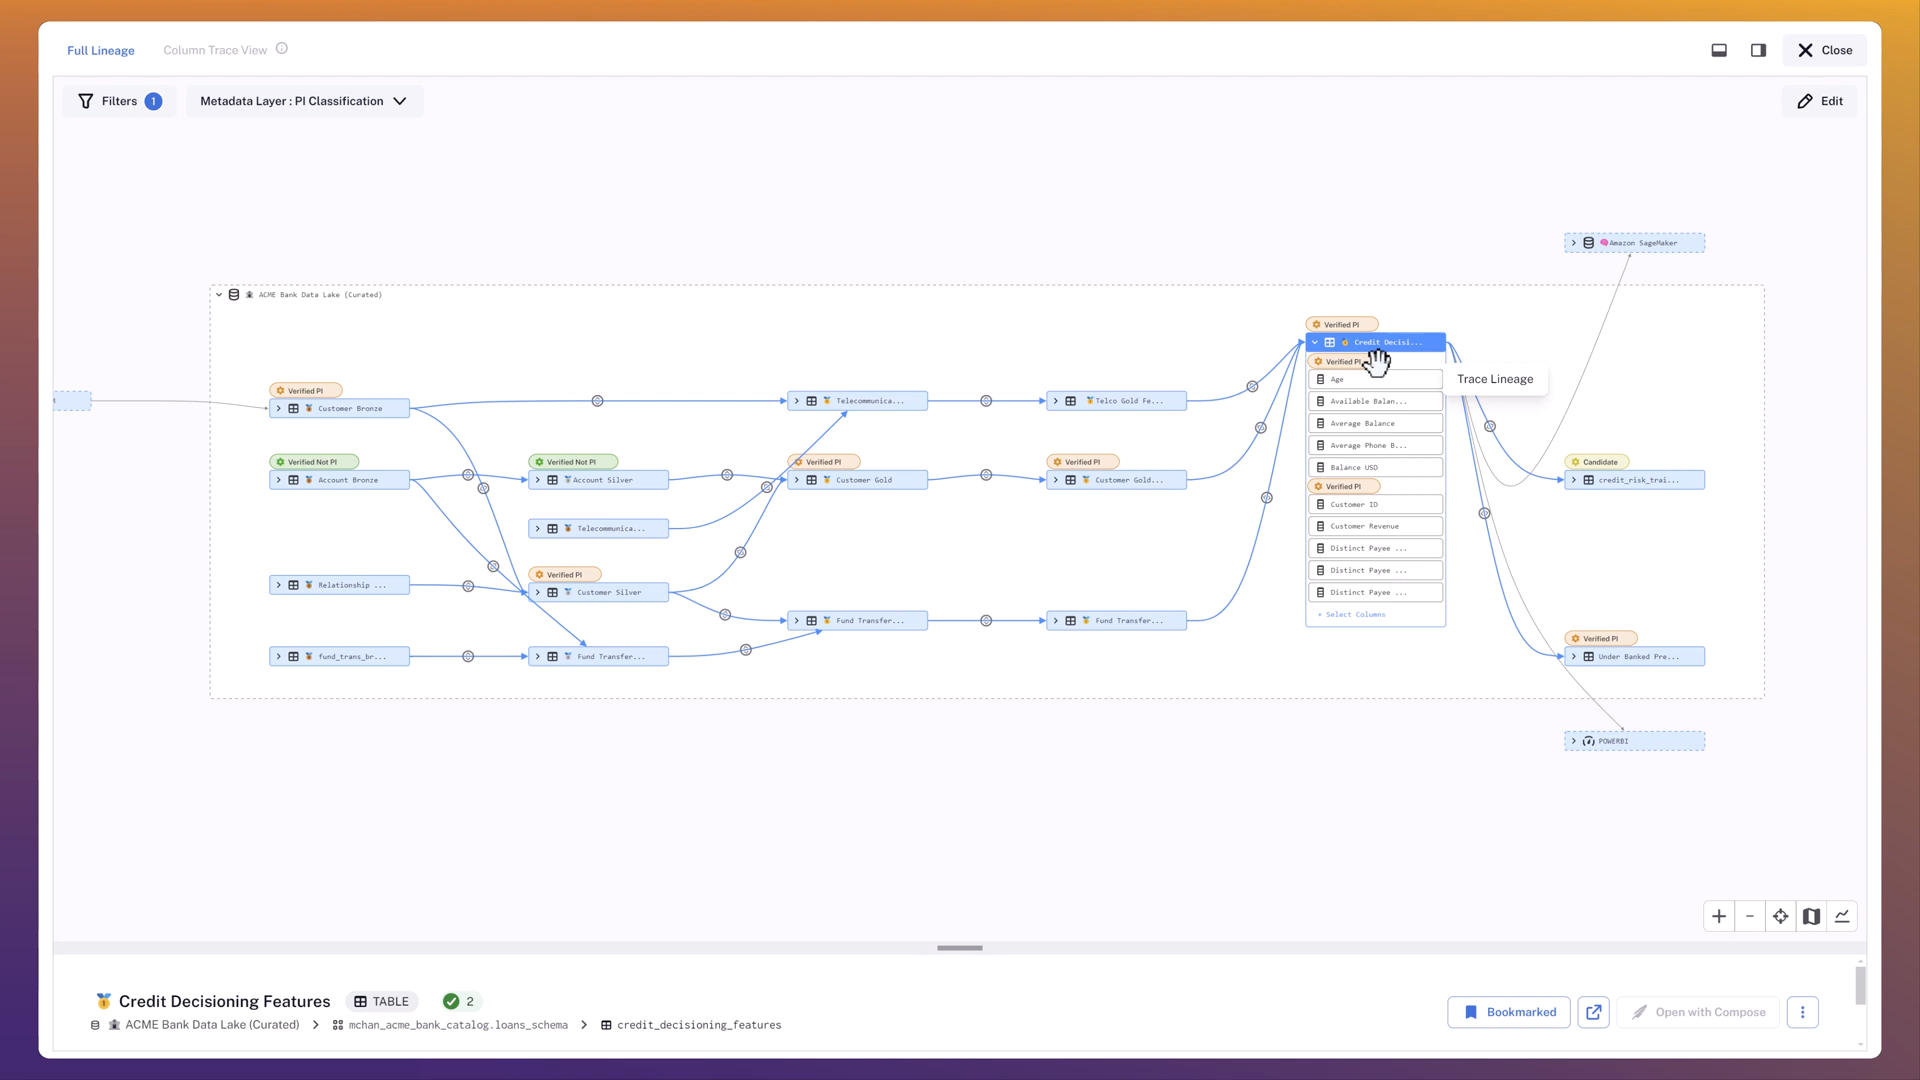 Full Lineage
Column Trace View
Close
Filters 1
Metadata Layer : PI Classification
Edit
Amazon SageMaker
ACME Bank Data Lake (Curated)
Verified PI
Credit Decisi...
Verified PI
Trace Lineage
Age
Verified PI
Customer Bronze
Telecommunica...
Telco Gold Fe...
Available Balan...
Average Balance
Average Phone B...
Balance USD
Verified Not PI
Account Bronze
Verified Not PI
Account Silver
Verified PI
Customer Gold
Verified PI
Customer Gold...
Candidate
credit_risk_trai...
Verified PI
Customer ID
Customer Revenue
Telecommunica...
Distinct Payee ...
Distinct Payee ...
Distinct Payee ...
+ Select Columns
Relationship ...
Verified PI
Customer Silver
Fund Transfer...
Fund Transfer...
fund_trans_br...
Fund Transfer...
Verified PI
Under Banked Pre...
POWERBI
Credit Decisioning Features
TABLE
2
ACME Bank Data Lake (Curated) > mchan_acme_bank_catalog.loans_schema > credit_decisioning_features
Bookmarked
Open with Compose